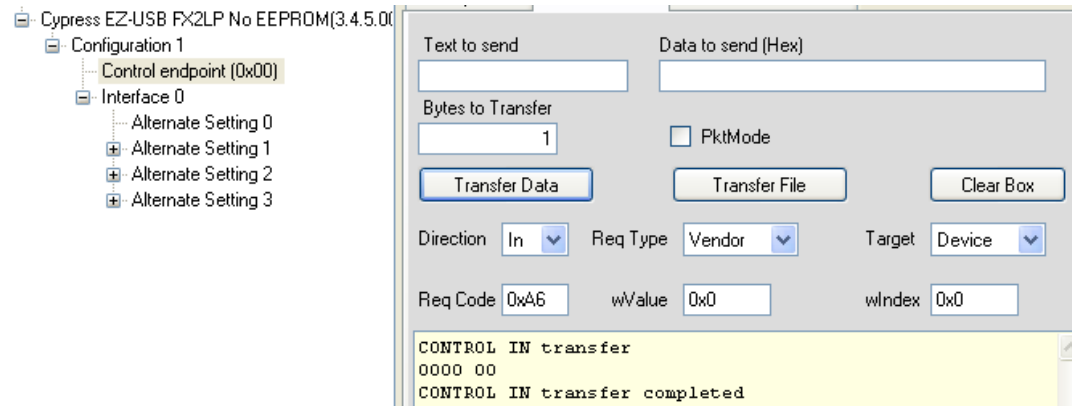 Cypress EZ-USB FX2LP No EEPROM(3.4.5.00
Configuration 1
Control endpoint (0x00)
Interface 0
Alternate Setting 0
Alternate Setting 1
Alternate Setting 2
Alternate Setting 3
Text to send Data to send (Hex)
Bytes to Transfer
1 PktMode
Transfer Data Transfer File Clear Box
Direction In Req Type Vendor Target Device
Req Code 0xA6 wValue 0x0 wIndex 0x0
CONTROL IN transfer
0000 00
CONTROL IN transfer completed